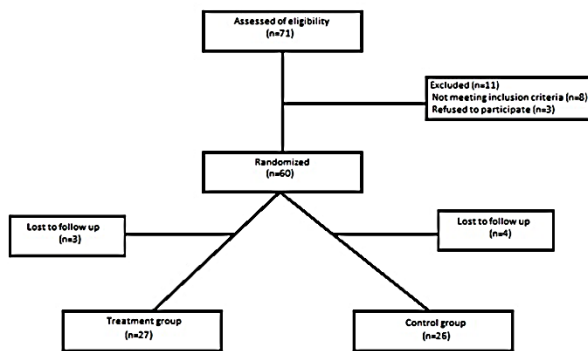 Assessed of eligibility
(n=71)
Excluded (n=11)
Not meeting inclusion criteria (n=8)
Refused to participate (n=3)
Randomized
(n=60)
Lost to follow up
(n=3)
Lost to follow up
(n=4)
Treatment group
(n=27)
Control group
(n=26)